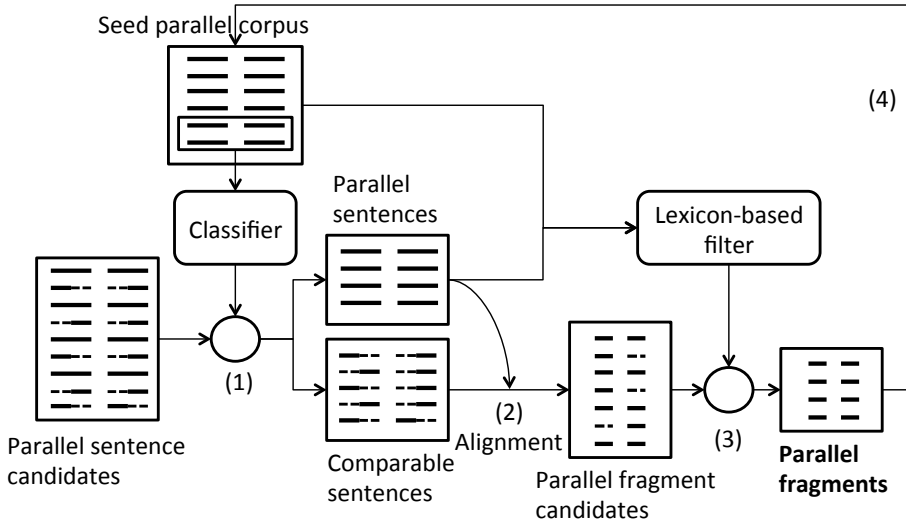 Seed parallel corpus
(4)
Parallel
sentences
Classifier
Lexicon-based
filter
(1)
(2)
Alignment
(3)
Parallel sentence
candidates
Comparable
sentences
Parallel fragment
candidates
Parallel
fragments